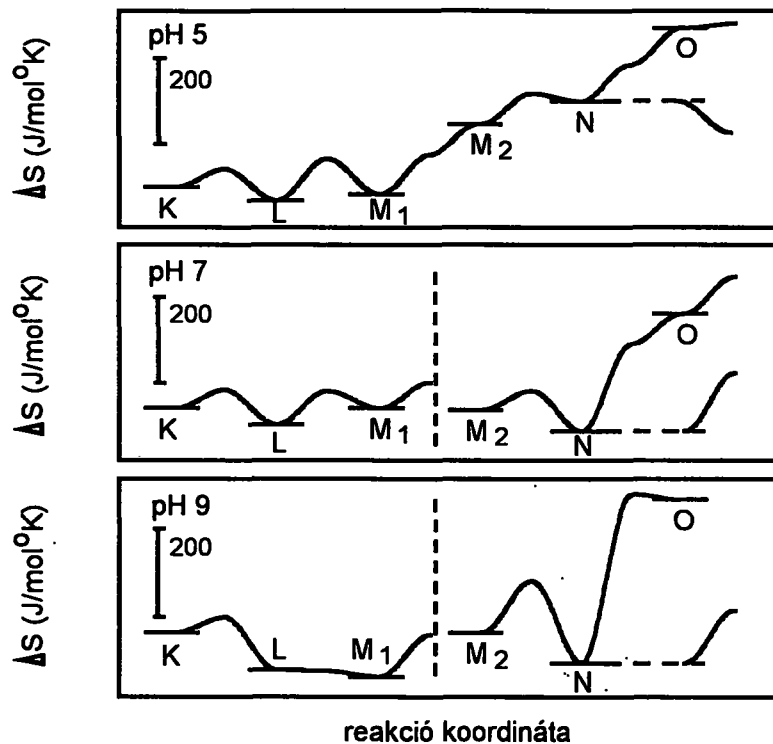 ΔS (J/mol°K)
pH 5
200
K
L
M1
M2
N
O
ΔS (J/mol°K)
pH 7
200
K
L
M1
M2
N
O
ΔS (J/mol°K)
pH 9
200
K
L
M1
M2
N
O
reakció koordináta